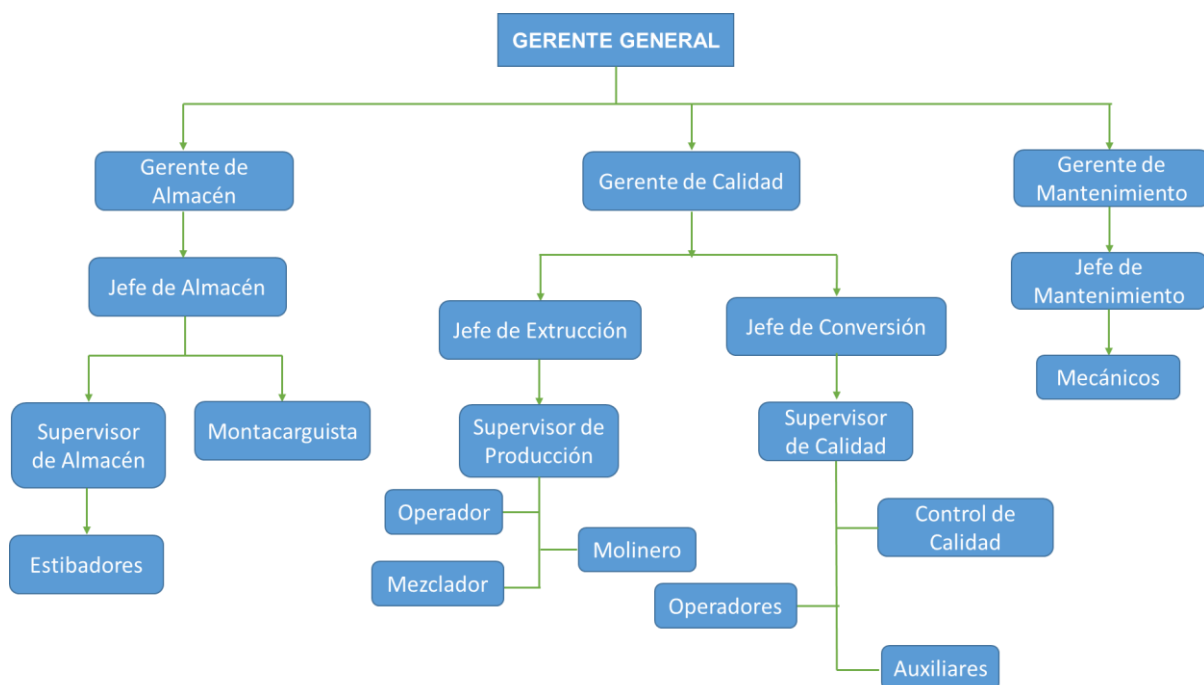 GERENTE GENERAL
Gerente de
Almacén
Gerente de Calidad
Gerente de
Mantenimiento
Jefe de Almacén
Jefe de
Mantenimiento
Jefe de Extrucción
Jefe de Conversión
Mecánicos
Supervisor
de Almacén
Montacarguista
Supervisor de
Producción
Supervisor
de Calidad
Operador
Control de
Calidad
Estibadores
Molinero
Mezclador
Operadores
Auxiliares